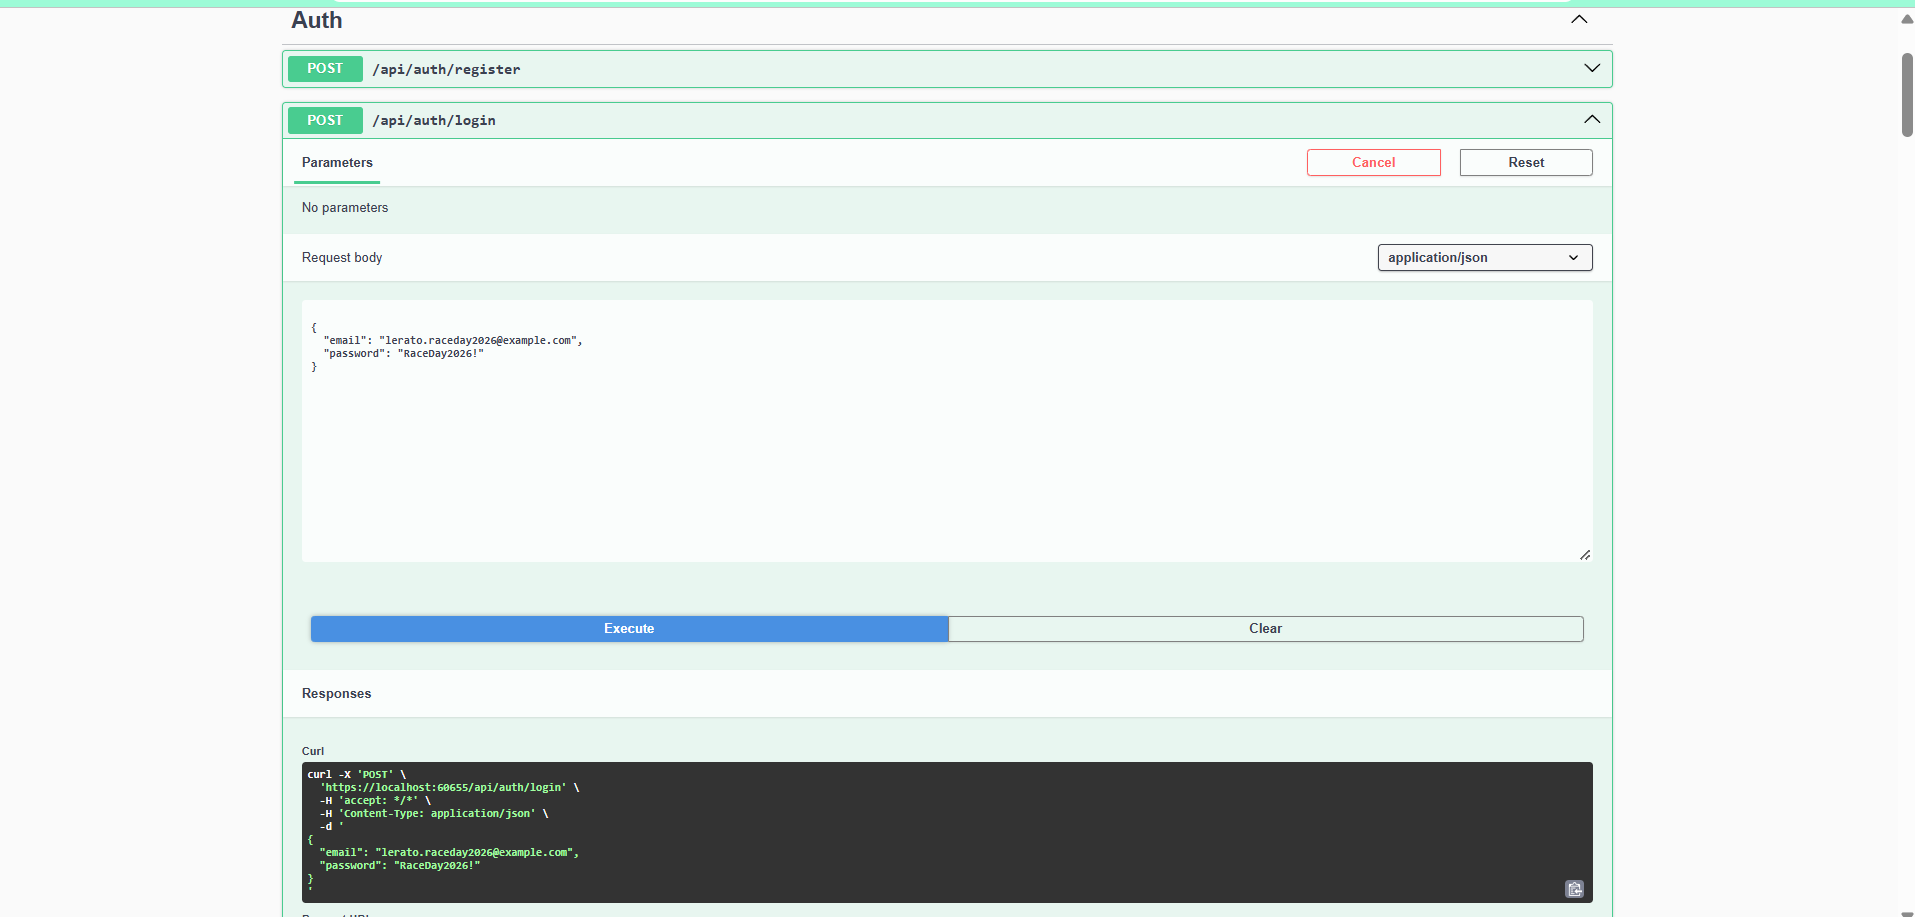 Auth
POST /api/auth/register
POST /api/auth/login
Parameters
Cancel
Reset
No parameters
Request body
application/json
{
  "email": "lerato.raceday2026@example.com",
  "password": "RaceDay2026!"
}
Execute
Clear
Responses
Curl
curl -X 'POST' \
  'https://localhost:60655/api/auth/login' \
  -H 'accept: */*' \
  -H 'Content-Type: application/json' \
  -d '
{
  "email": "lerato.raceday2026@example.com",
  "password": "RaceDay2026!"
}
'